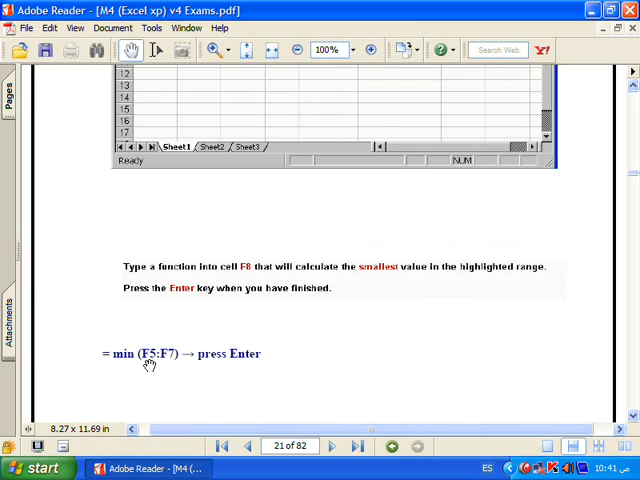 Adobe Reader - [M4 (Excel xp) v4 Exams.pdf]
File Edit View Document Tools Window Help
100% Search Web Y!
Pages
Attachments
12
13
14
15
16
17
Sheet1 Sheet2 Sheet3
Ready NUM
Type a function into cell F8 that will calculate the smallest value in the highlighted range.
Press the Enter key when you have finished.
= min (F5:F7) → press Enter
8.27 x 11.69 in
21 of 82
start Adobe Reader - [M4 (... ES 10:41 ص